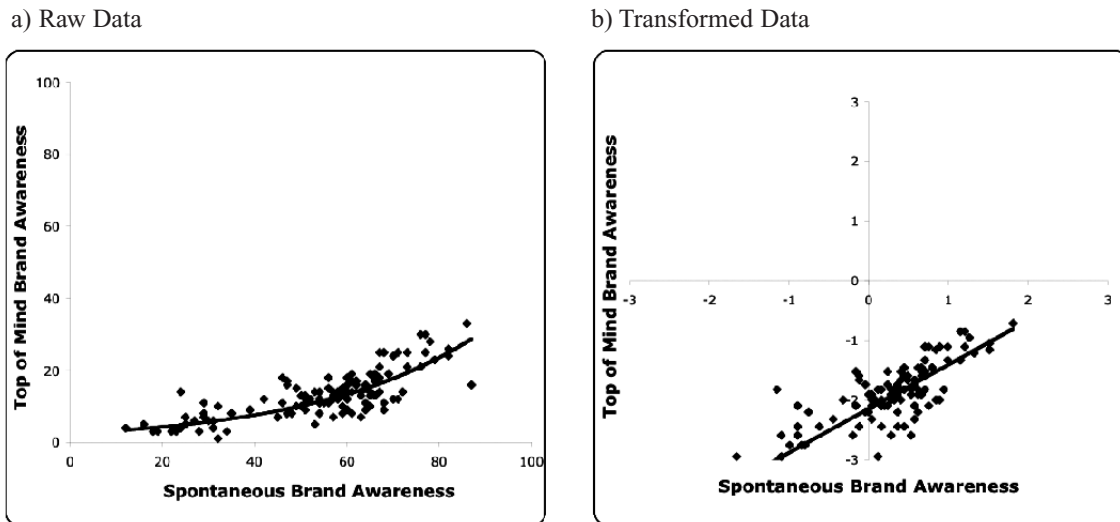 a) Raw Data
b) Transformed Data
Top of Mind Brand Awareness
100
80
60
40
20
0
0 20 40 60 80 100
Spontaneous Brand Awareness
Top of Mind Brand Awareness
3
2
1
0
-3 -2 -1 0 1 2 3
-1
-2
-3
Spontaneous Brand Awareness